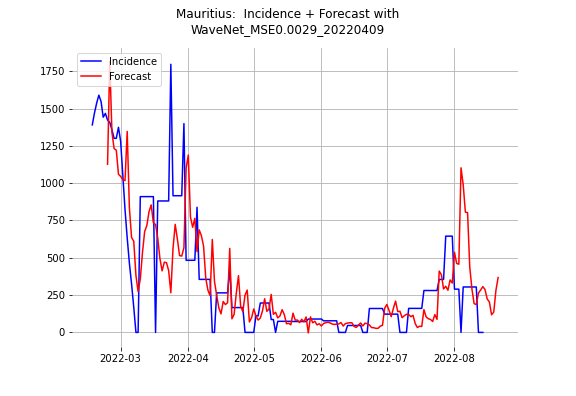 Mauritius:  Incidence + Forecast with
WaveNet_MSE0.0029_20220409
Incidence
Forecast
1750
1500
1250
1000
750
500
250
0
2022-03 2022-04 2022-05 2022-06 2022-07 2022-08